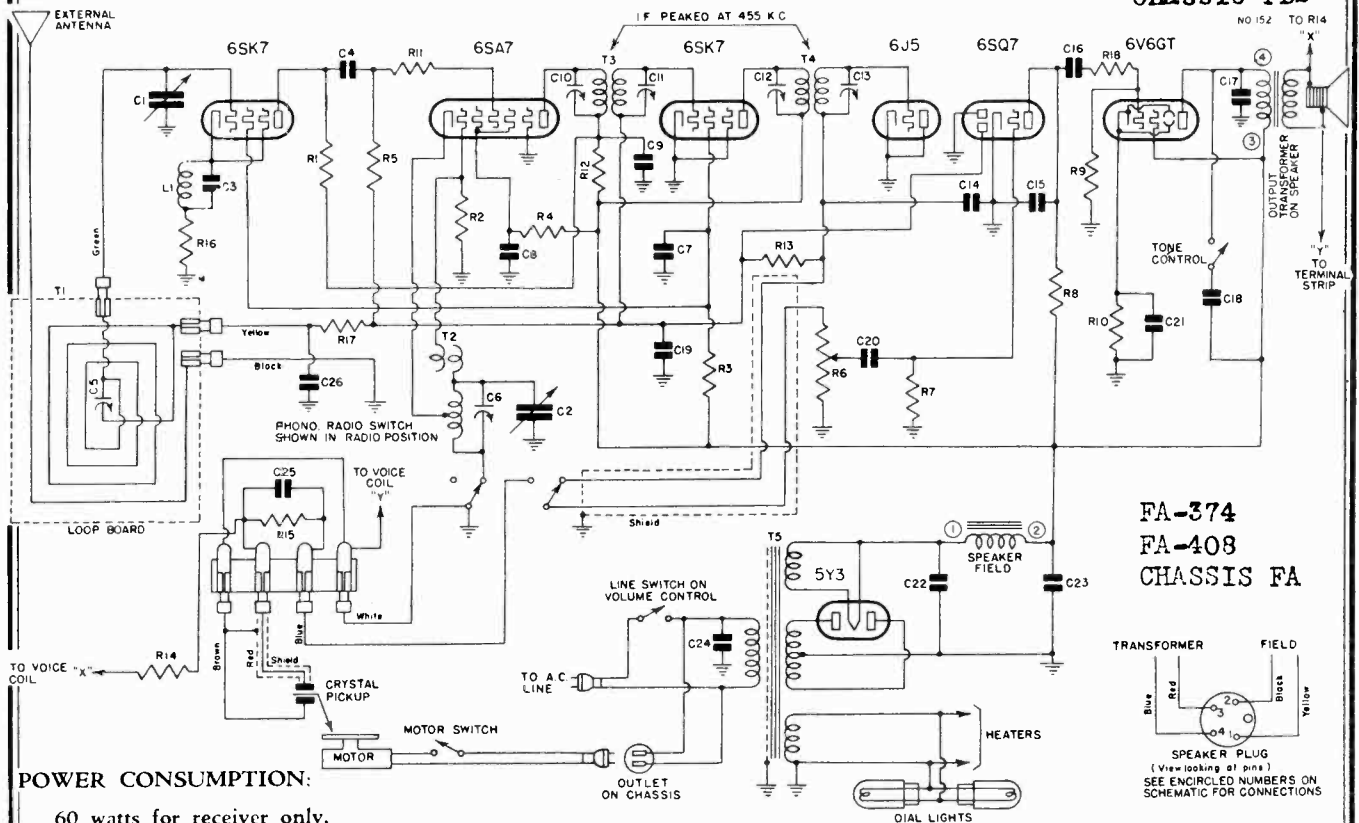 EXTERNAL
ANTENNA
IF PEAKED AT 455 KC
NO 152
TO R14
"X"
6SK7
C4
R11
6SA7
T3
6SK7
T4
6J5
6SQ7
C16
R18
6V6GT
C1
C10
C11
C12
C13
C17
4
3
L1
C3
R1
R5
R12
C9
R9
OUTPUT
TRANSFORMER
ON SPEAKER
R16
R2
C8
R4
C7
R13
C14
C15
TONE
CONTROL
"Y"
TO
TERMINAL
STRIP
Green
T1
Yellow
R17
Black
C26
T2
C19
R3
R6
C20
R7
R8
R10
C21
C18
C5
C6
C2
PHONO. RADIO SWITCH
SHOWN IN RADIO POSITION
C25
R15
TO VOICE
COIL
"Y"
LOOP BOARD
Shield
FA-374
FA-408
CHASSIS FA
1
2
SPEAKER
FIELD
T5
5Y3
C22
C23
LINE SWITCH ON
VOLUME CONTROL
C24
White
Blue
Brown
Red
Shield
TO VOICE "X"
COIL
R14
CRYSTAL
PICKUP
TO A.C.
LINE
MOTOR SWITCH
MOTOR
OUTLET
ON CHASSIS
HEATERS
DIAL LIGHTS
TRANSFORMER
FIELD
Blue
Red
Black
Yellow
2
3
4
1
SPEAKER PLUG
(View looking at pins)
SEE ENCIRCLED NUMBERS ON
SCHEMATIC FOR CONNECTIONS
POWER CONSUMPTION:
60 watts for receiver only.